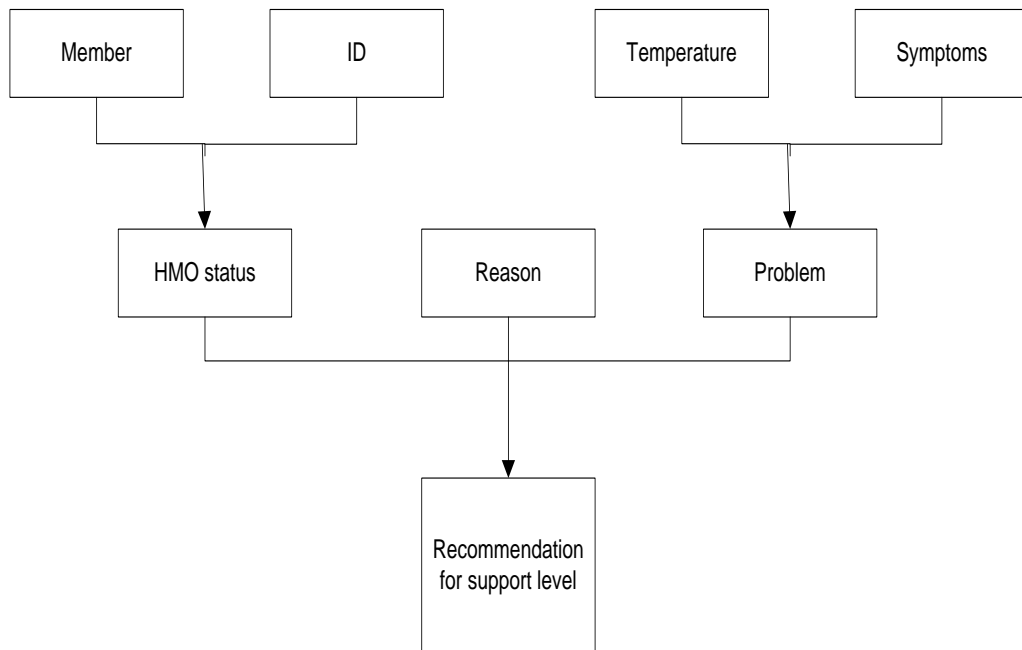 Member
ID
Temperature
Symptoms
HMO status
Reason
Problem
Recommendation
for support level